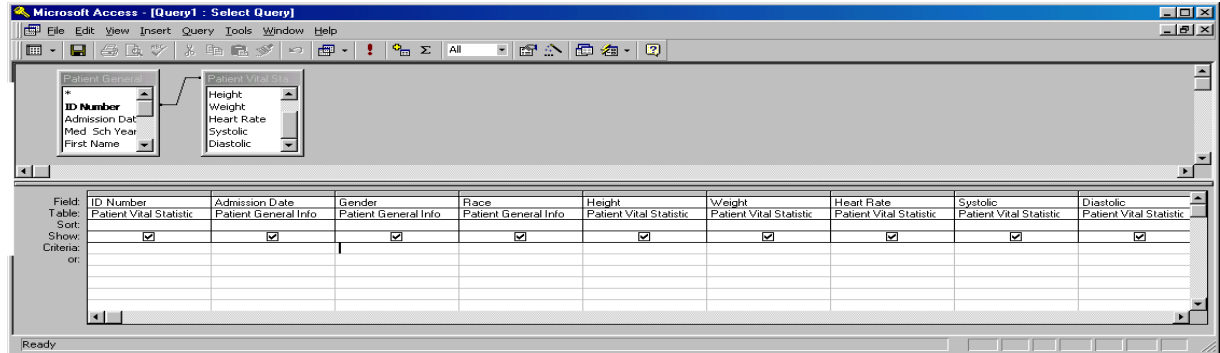 Microsoft Access - [Query1 : Select Query]
File Edit View Insert Query Tools Window Help
All
Patient General Patient Vital Sta
* Height
ID Number Weight
Admission Dat Heart Rate
Med Sch Year Systolic
First Name Diastolic
Field: ID Number Admission Date Gender Race Height Weight Heart Rate Systolic Diastolic
Table: Patient Vital Statistic Patient General Info Patient General Info Patient General Info Patient Vital Statistic Patient Vital Statistic Patient Vital Statistic Patient Vital Statistic Patient Vital Statistic
Sort:
Show:
Criteria:
or:
Ready